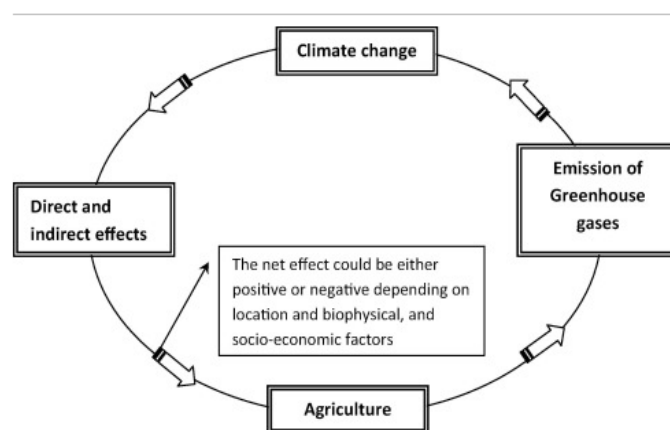 Climate change
Direct and
indirect effects
Emission of
Greenhouse
gases
The net effect could be either
positive or negative depending on
location and biophysical, and
socio-economic factors
Agriculture